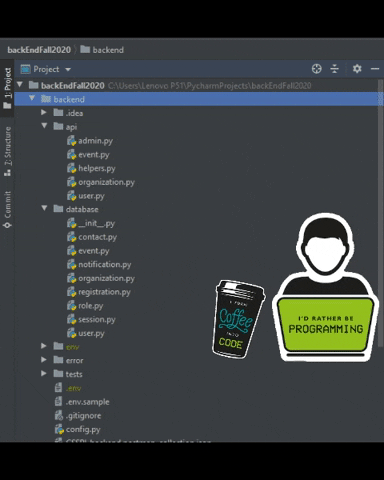 backEndFall2020 〉 backend
Project
backEndFall2020 C:\Users\Lenovo P51\PycharmProjects\backEndFall2020
backend
.idea
api
admin.py
event.py
helpers.py
organization.py
user.py
database
__init__.py
contact.py
event.py
notification.py
organization.py
registration.py
role.py
session.py
user.py
env
error
tests
.env
.env.sample
.gitignore
config.py
1: Project
7: Structure
Commit
Coffee
INTO
CODE
I'D RATHER BE
PROGRAMMING